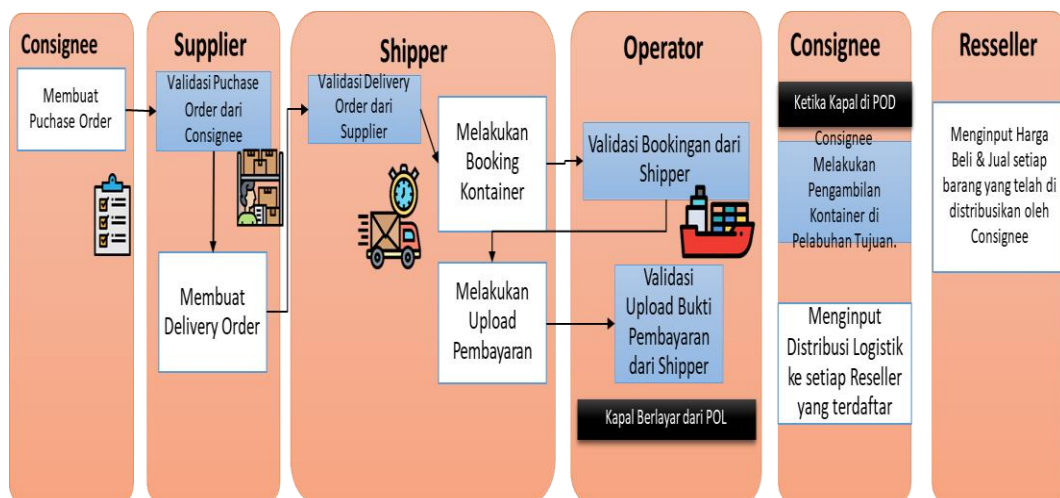 Consignee
Membuat
Puchase Order
Supplier
Validasi Puchase
Order dari
Consignee
Membuat
Delivery Order
Shipper
Validasi Delivery
Order dari
Supplier
Melakukan
Booking
Kontainer
Melakukan
Upload
Pembayaran
Operator
Validasi Bookingan dari
Shipper
Validasi
Upload Bukti
Pembayaran
dari Shipper
Kapal Berlayar dari POL
Consignee
Ketika Kapal di POD
Consignee
Melakukan
Pengambilan
Kontainer di
Pelabuhan Tujuan.
Menginput
Distribusi Logistik
ke setiap Reseller
yang terdaftar
Resseller
Menginput Harga
Beli & Jual setiap
barang yang telah di
distribusikan oleh
Consignee